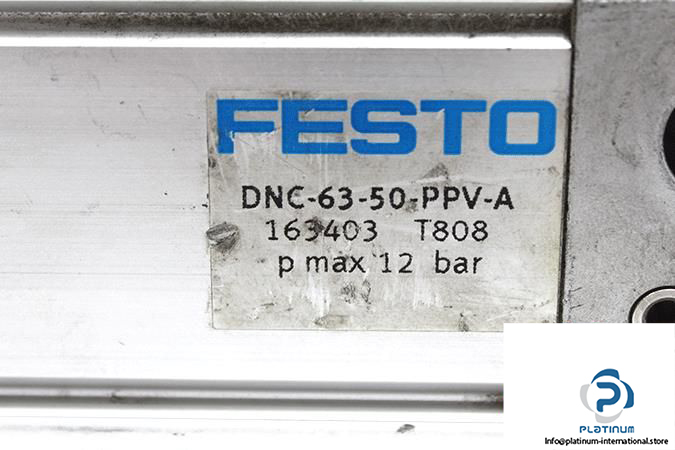 FESTO
DNC-63-50-PPV-A
163403 T808
p max 12 bar
PLATINUM
Info@platinum-international.store